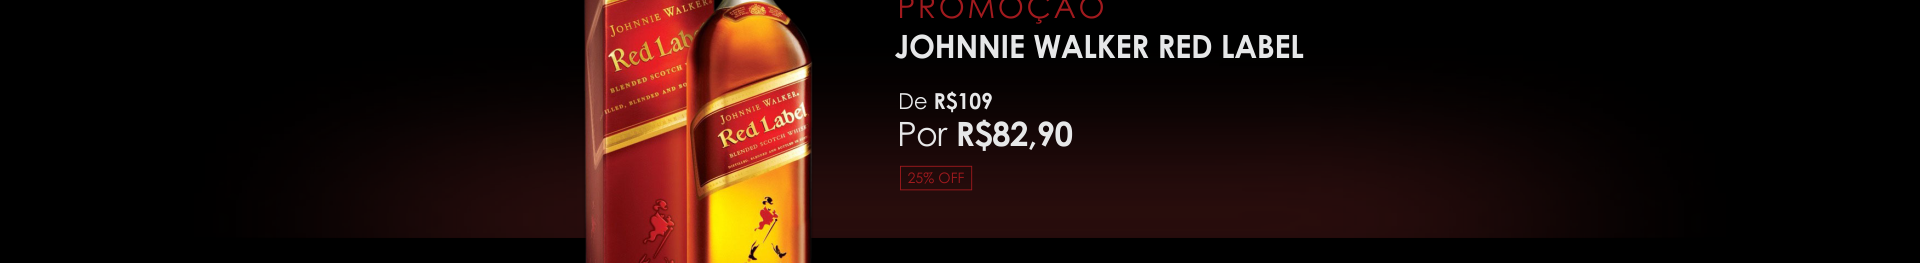 PROMOÇÃO
JOHNNIE WALKER RED LABEL
De R$109
Por R$82,90
25% OFF
JOHNNIE WALKER
Red Lab
BLENDED SCOTCH
JOHNNIE WALKER
Red Label
BLENDED SCOTCH WHISKY